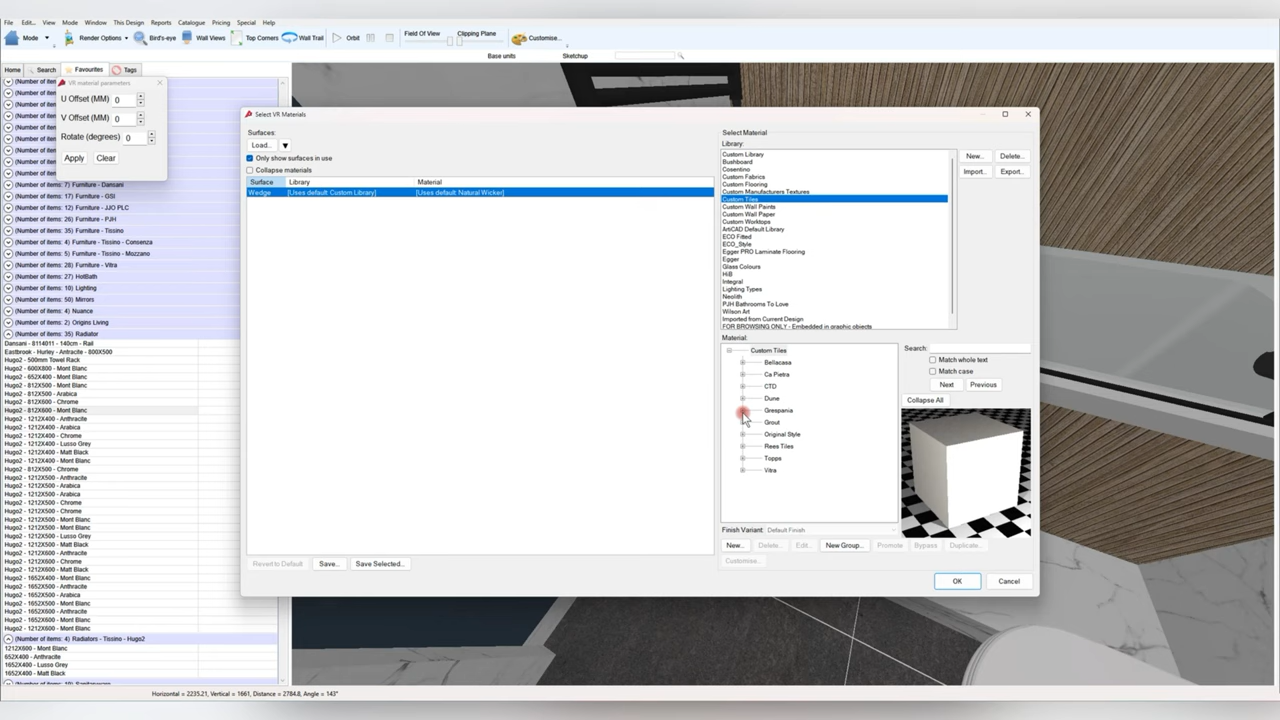 File Edit... View Mode Window This Design Reports Catalogue Pricing Special Help
Mode Render Options Bird's-eye Wall Views Top Corners Wall Trail Orbit Field Of View Clipping Plane Customise...
Base units Sketchup
Home Search Favourites Tags
(Number of items
VR material parameters
U Offset (MM) 0
V Offset (MM) 0
Rotate (degrees) 0
Apply Clear
(Number of items: 7) Furniture - Dansani
(Number of items: 17) Furniture - GSI
(Number of items: 12) Furniture - JJO PLC
(Number of items: 26) Furniture - PJH
(Number of items: 35) Furniture - Tissino
(Number of items: 4) Furniture - Tissino - Consenza
(Number of items: 5) Furniture - Tissino - Mozzano
(Number of items: 28) Furniture - Vitra
(Number of items: 27) HotBath
(Number of items: 10) Lighting
(Number of items: 50) Mirrors
(Number of items: 4) Nuance
(Number of items: 2) Origins Living
(Number of items: 35) Radiator
Dansani - 8114011 - 140cm - Rail
Eastbrook - Hurley - Antracite - 800X500
Hugo2 - 500mm Towel Rack
Hugo2 - 600X800 - Mont Blanc
Hugo2 - 652X400 - Mont Blanc
Hugo2 - 812X500 - Mont Blanc
Hugo2 - 812X500 - Arabica
Hugo2 - 812X600 - Chrome
Hugo2 - 812X600 - Mont Blanc
Hugo2 - 1212X400 - Anthracite
Hugo2 - 1212X400 - Arabica
Hugo2 - 1212X400 - Chrome
Hugo2 - 1212X400 - Lusso Grey
Hugo2 - 1212X400 - Matt Black
Hugo2 - 1212X400 - Mont Blanc
Hugo2 - 812X500 - Chrome
Hugo2 - 1212X500 - Anthracite
Hugo2 - 1212X500 - Arabica
Hugo2 - 1212X500 - Arabica
Hugo2 - 1212X500 - Chrome
Hugo2 - 1212X500 - Chrome
Hugo2 - 1212X500 - Mont Blanc
Hugo2 - 1212X500 - Matt Black
Hugo2 - 1212X500 - Lusso Grey
Hugo2 - 1212X600 - Anthracite
Hugo2 - 1212X600 - Chrome
Hugo2 - 1212X600 - Matt Black
Hugo2 - 1652X400 - Mont Blanc
Hugo2 - 1652X500 - Anthracite
Hugo2 - 1652X500 - Arabica
Hugo2 - 1652X500 - Mont Blanc
Hugo2 - 1652X600 - Anthracite
Hugo2 - 1652X600 - Chrome
Hugo2 - 1652X600 - Mont Blanc
(Number of items: 4) Radiators - Tissino - Hugo2
1212X600 - Mont Blanc
652X400 - Anthracite
1652X400 - Lusso Grey
1652X400 - Matt Black
Horizontal = 2235.21, Vertical = 1661, Distance = 2784.8, Angle = 143°
Select VR Materials
Surfaces:
Load...
Only show surfaces in use
Collapse materials
Surface Library Material
Wedge [Uses default Custom Library] [Uses default Natural Wicker]
Revert to Default Save... Save Selected...
Select Material
Library:
Custom Library
Bushboard
Cosentino
Custom Fabrics
Custom Flooring
Custom Manufacturers Textures
Custom Tiles
Custom Wall Paints
Custom Wall Paper
Custom Worktops
ArtiCAD Default Library
ECO Fitted
ECO_Style
Egger PRO Laminate Flooring
Egger
Glass Colours
HiB
Integral
Lighting Types
Neolith
PJH Bathrooms To Love
Wilson Art
Imported from Current Design
FOR BROWSING ONLY - Embedded in graphic objects
New... Delete...
Import... Export...
Material:
Custom Tiles
Bellacasa
Ca Pietra
CTD
Dune
Grespania
Grout
Original Style
Rees Tiles
Topps
Vitra
Search:
Match whole text
Match case
Next Previous
Collapse All
Finish Variant: Default Finish
New... Delete... Edit... New Group... Promote Bypass Duplicate...
Customise...
OK Cancel